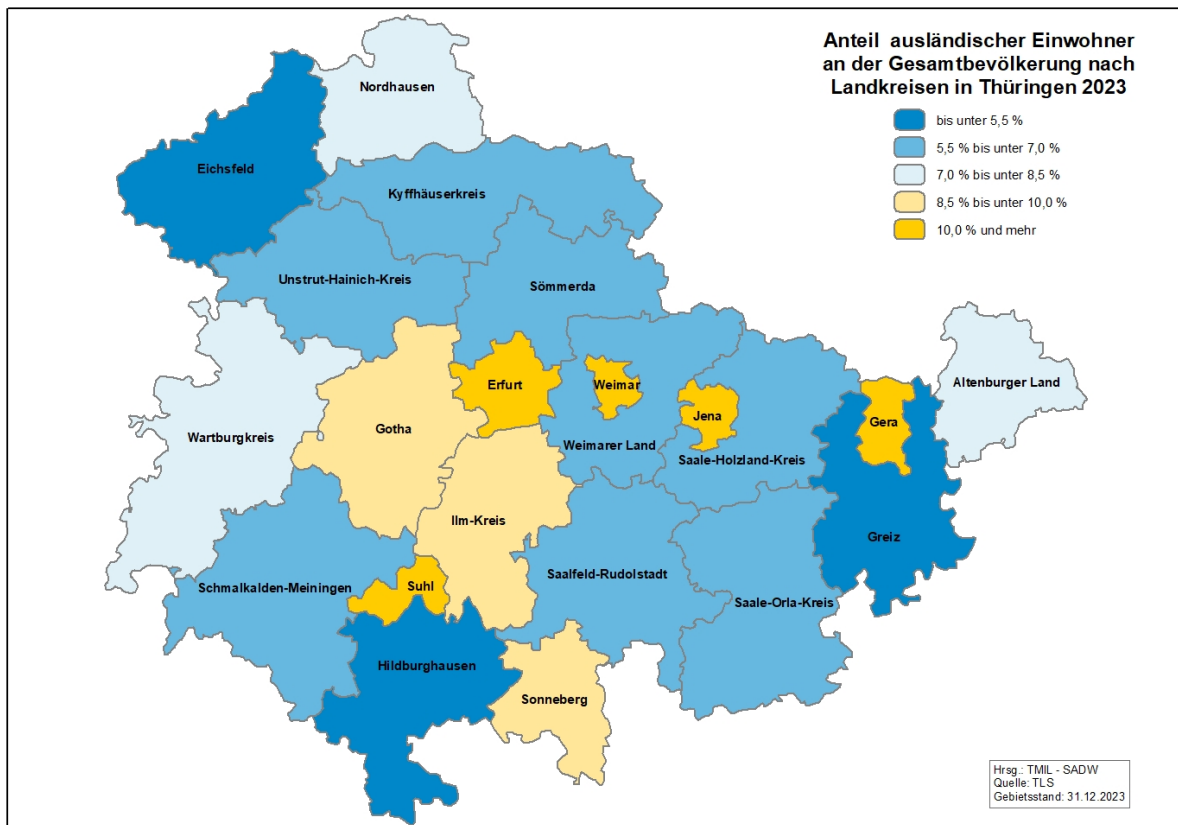 Anteil ausländischer Einwohner
an der Gesamtbevölkerung nach
Landkreisen in Thüringen 2023
bis unter 5,5 %
5,5 % bis unter 7,0 %
7,0 % bis unter 8,5 %
8,5 % bis unter 10,0 %
10,0 % und mehr
Nordhausen
Eichsfeld
Kyffhäuserkreis
Unstrut-Hainich-Kreis
Sömmerda
Altenburger Land
Erfurt
Weimar
Jena
Gera
Gotha
Wartburgkreis
Weimarer Land
Saale-Holzland-Kreis
Ilm-Kreis
Greiz
Saalfeld-Rudolstadt
Suhl
Schmalkalden-Meiningen
Saale-Orla-Kreis
Hildburghausen
Sonneberg
Hrsg.: TMIL - SADW
Quelle: TLS
Gebietsstand: 31.12.2023